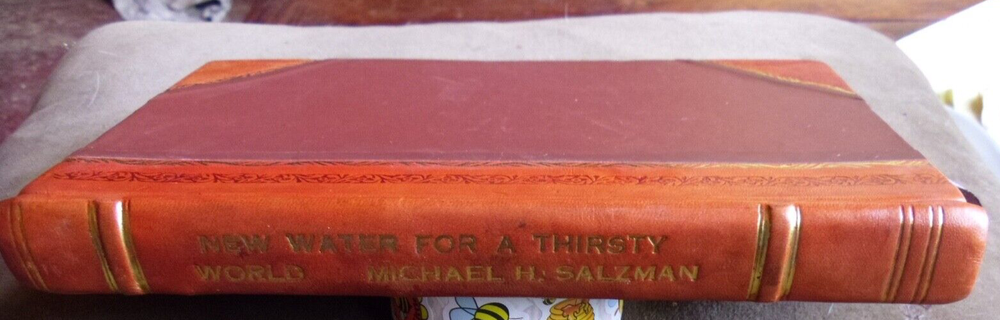 NEW WATER FOR A THIRSTY
WORLD MICHAEL H. SALZMAN